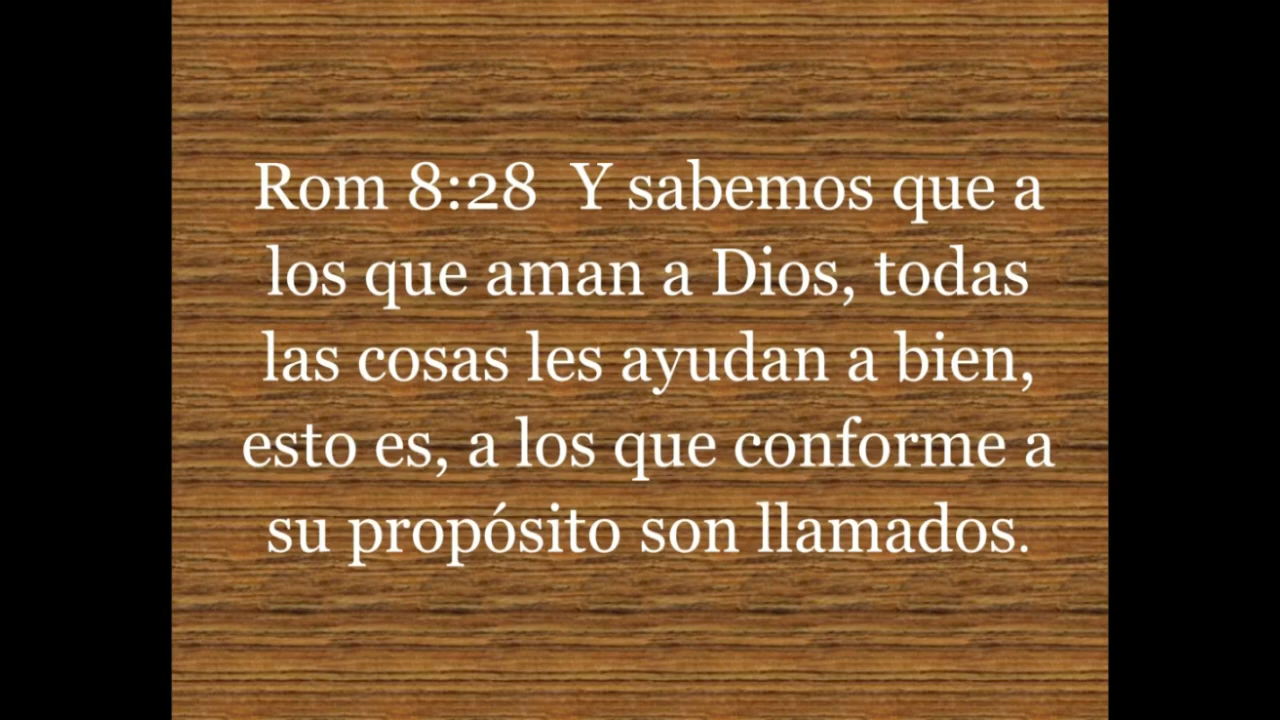 Rom 8:28  Y sabemos que a
los que aman a Dios, todas
las cosas les ayudan a bien,
esto es, a los que conforme a
su propósito son llamados.